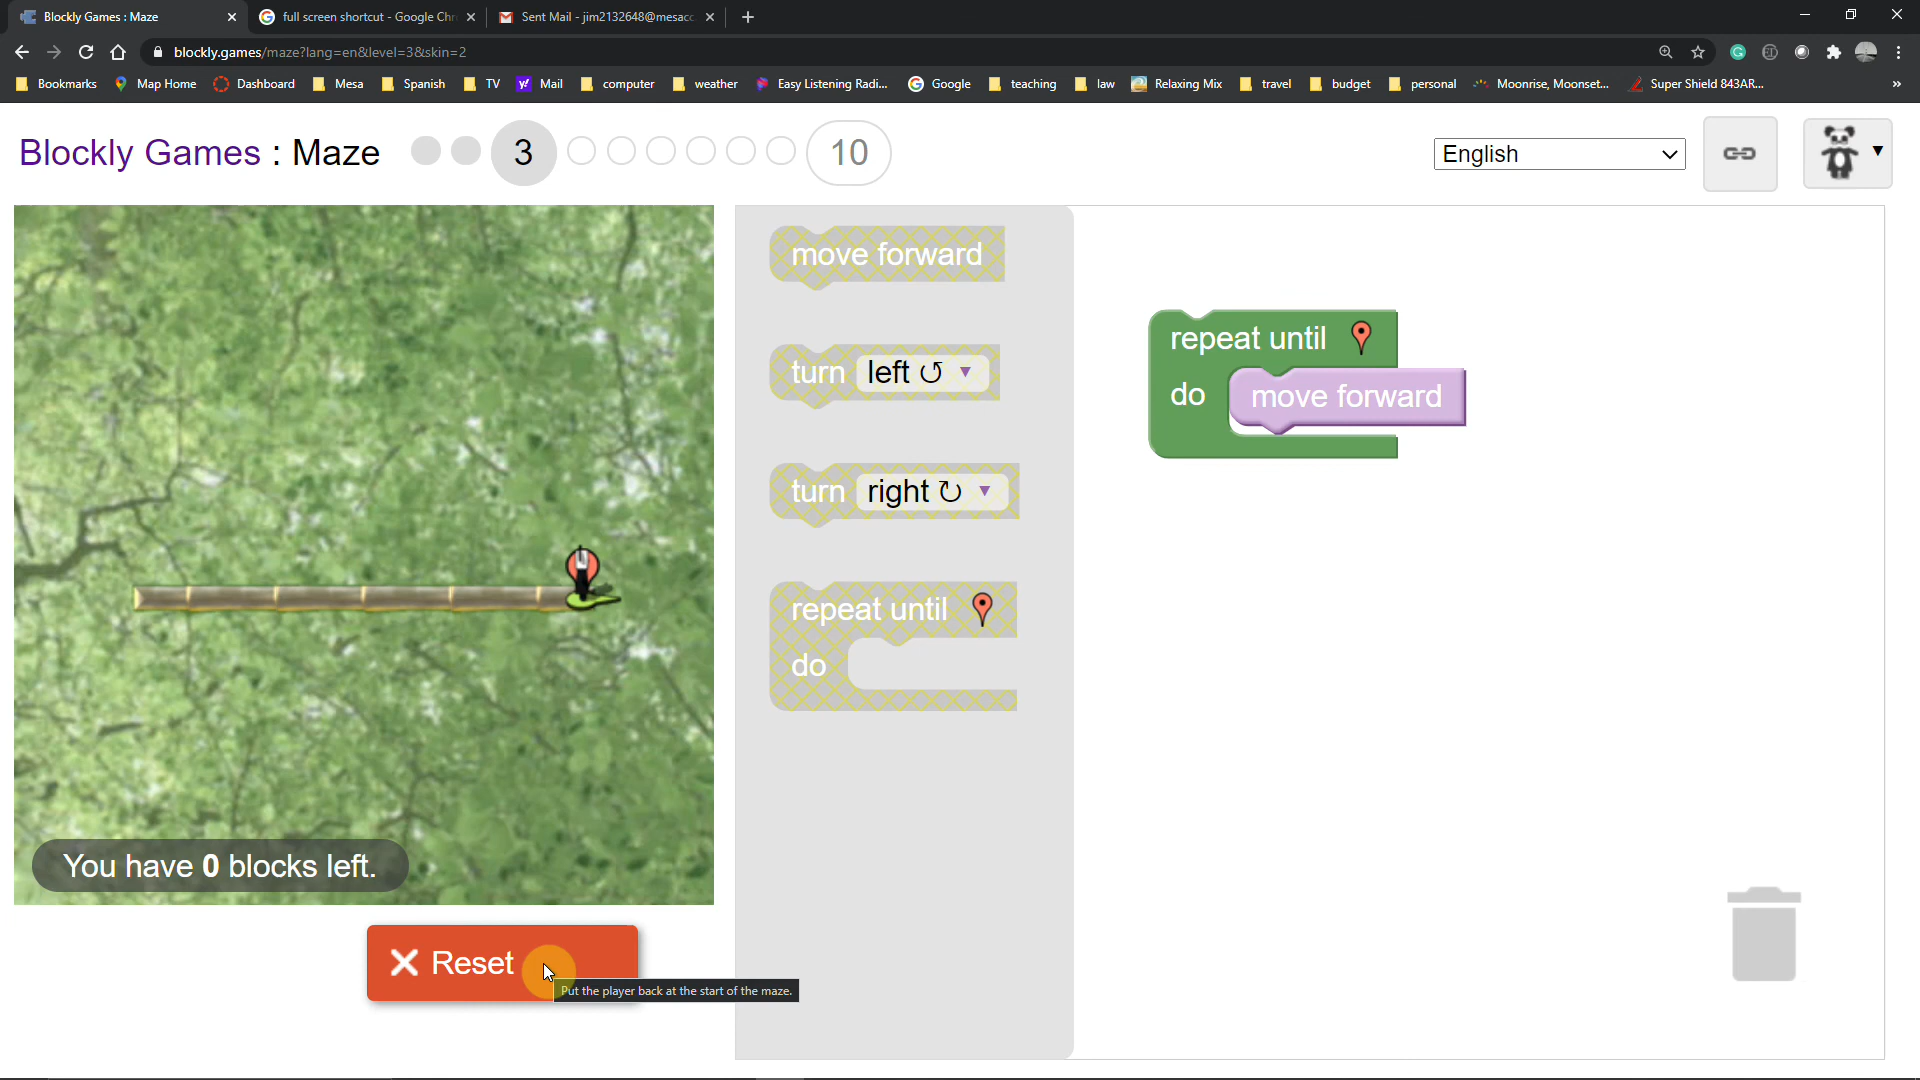 Blockly Games : Maze
full screen shortcut - Google Chr
Sent Mail - jim2132648@mesacc
blockly.games/maze?lang=en&level=3&skin=2
Bookmarks
Map Home
Dashboard
Mesa
Spanish
TV
Mail
computer
weather
Easy Listening Radi...
Google
teaching
law
Relaxing Mix
travel
budget
personal
Moonrise, Moonset...
Super Shield 843AR...
»
Blockly Games : Maze
3
10
English
move forward
turn left ↺
turn right ↻
repeat until
do
repeat until
do
move forward
You have 0 blocks left.
Reset
Put the player back at the start of the maze.